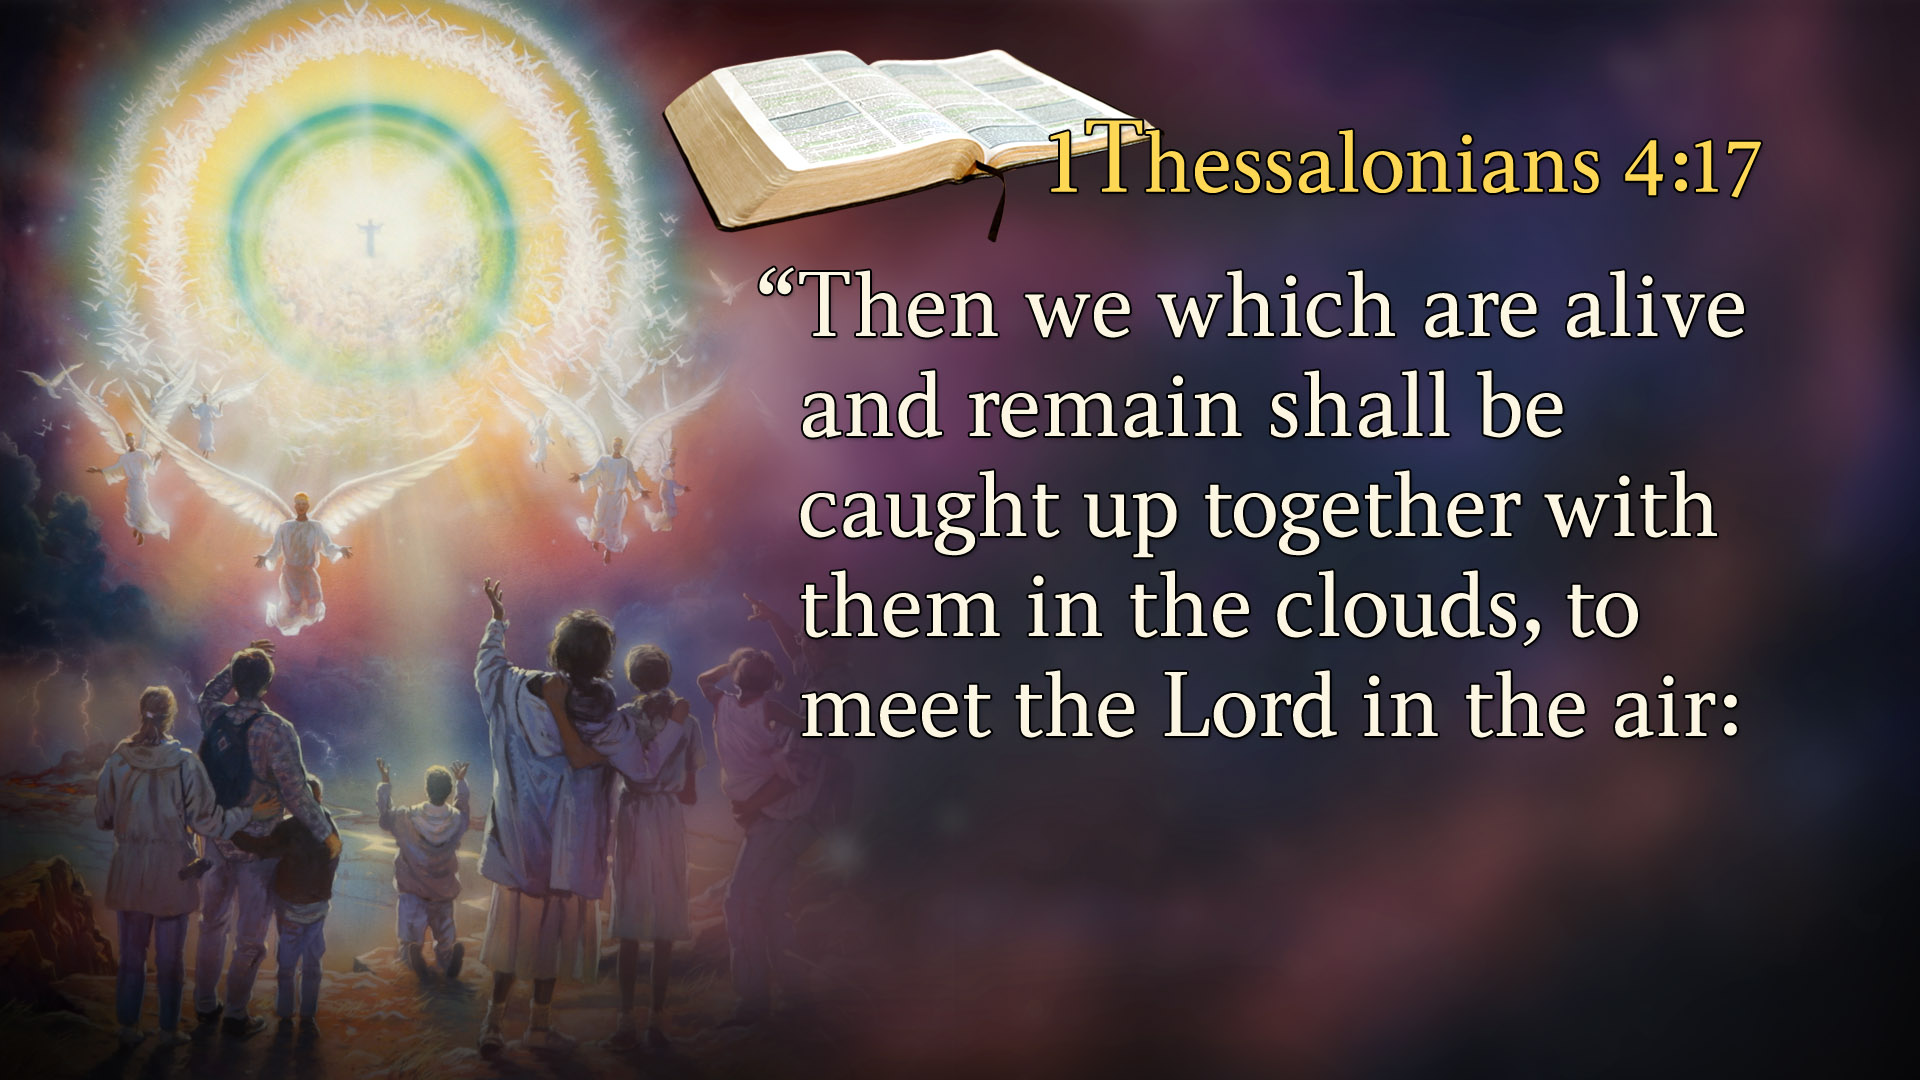 1Thessalonians 4:17
“Then we which are alive
and remain shall be
caught up together with
them in the clouds, to
meet the Lord in the air: